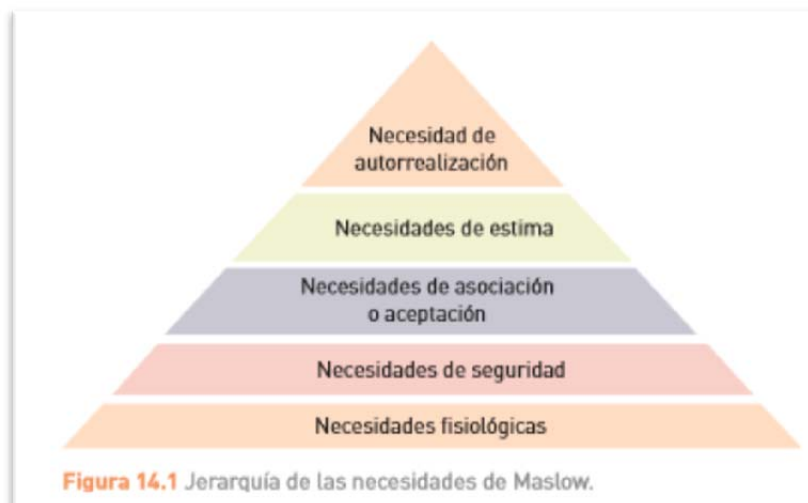 Necesidad de
autorrealización
Necesidades de estima
Necesidades de asociación
o aceptación
Necesidades de seguridad
Necesidades fisiológicas
Figura 14.1 Jerarquía de las necesidades de Maslow.